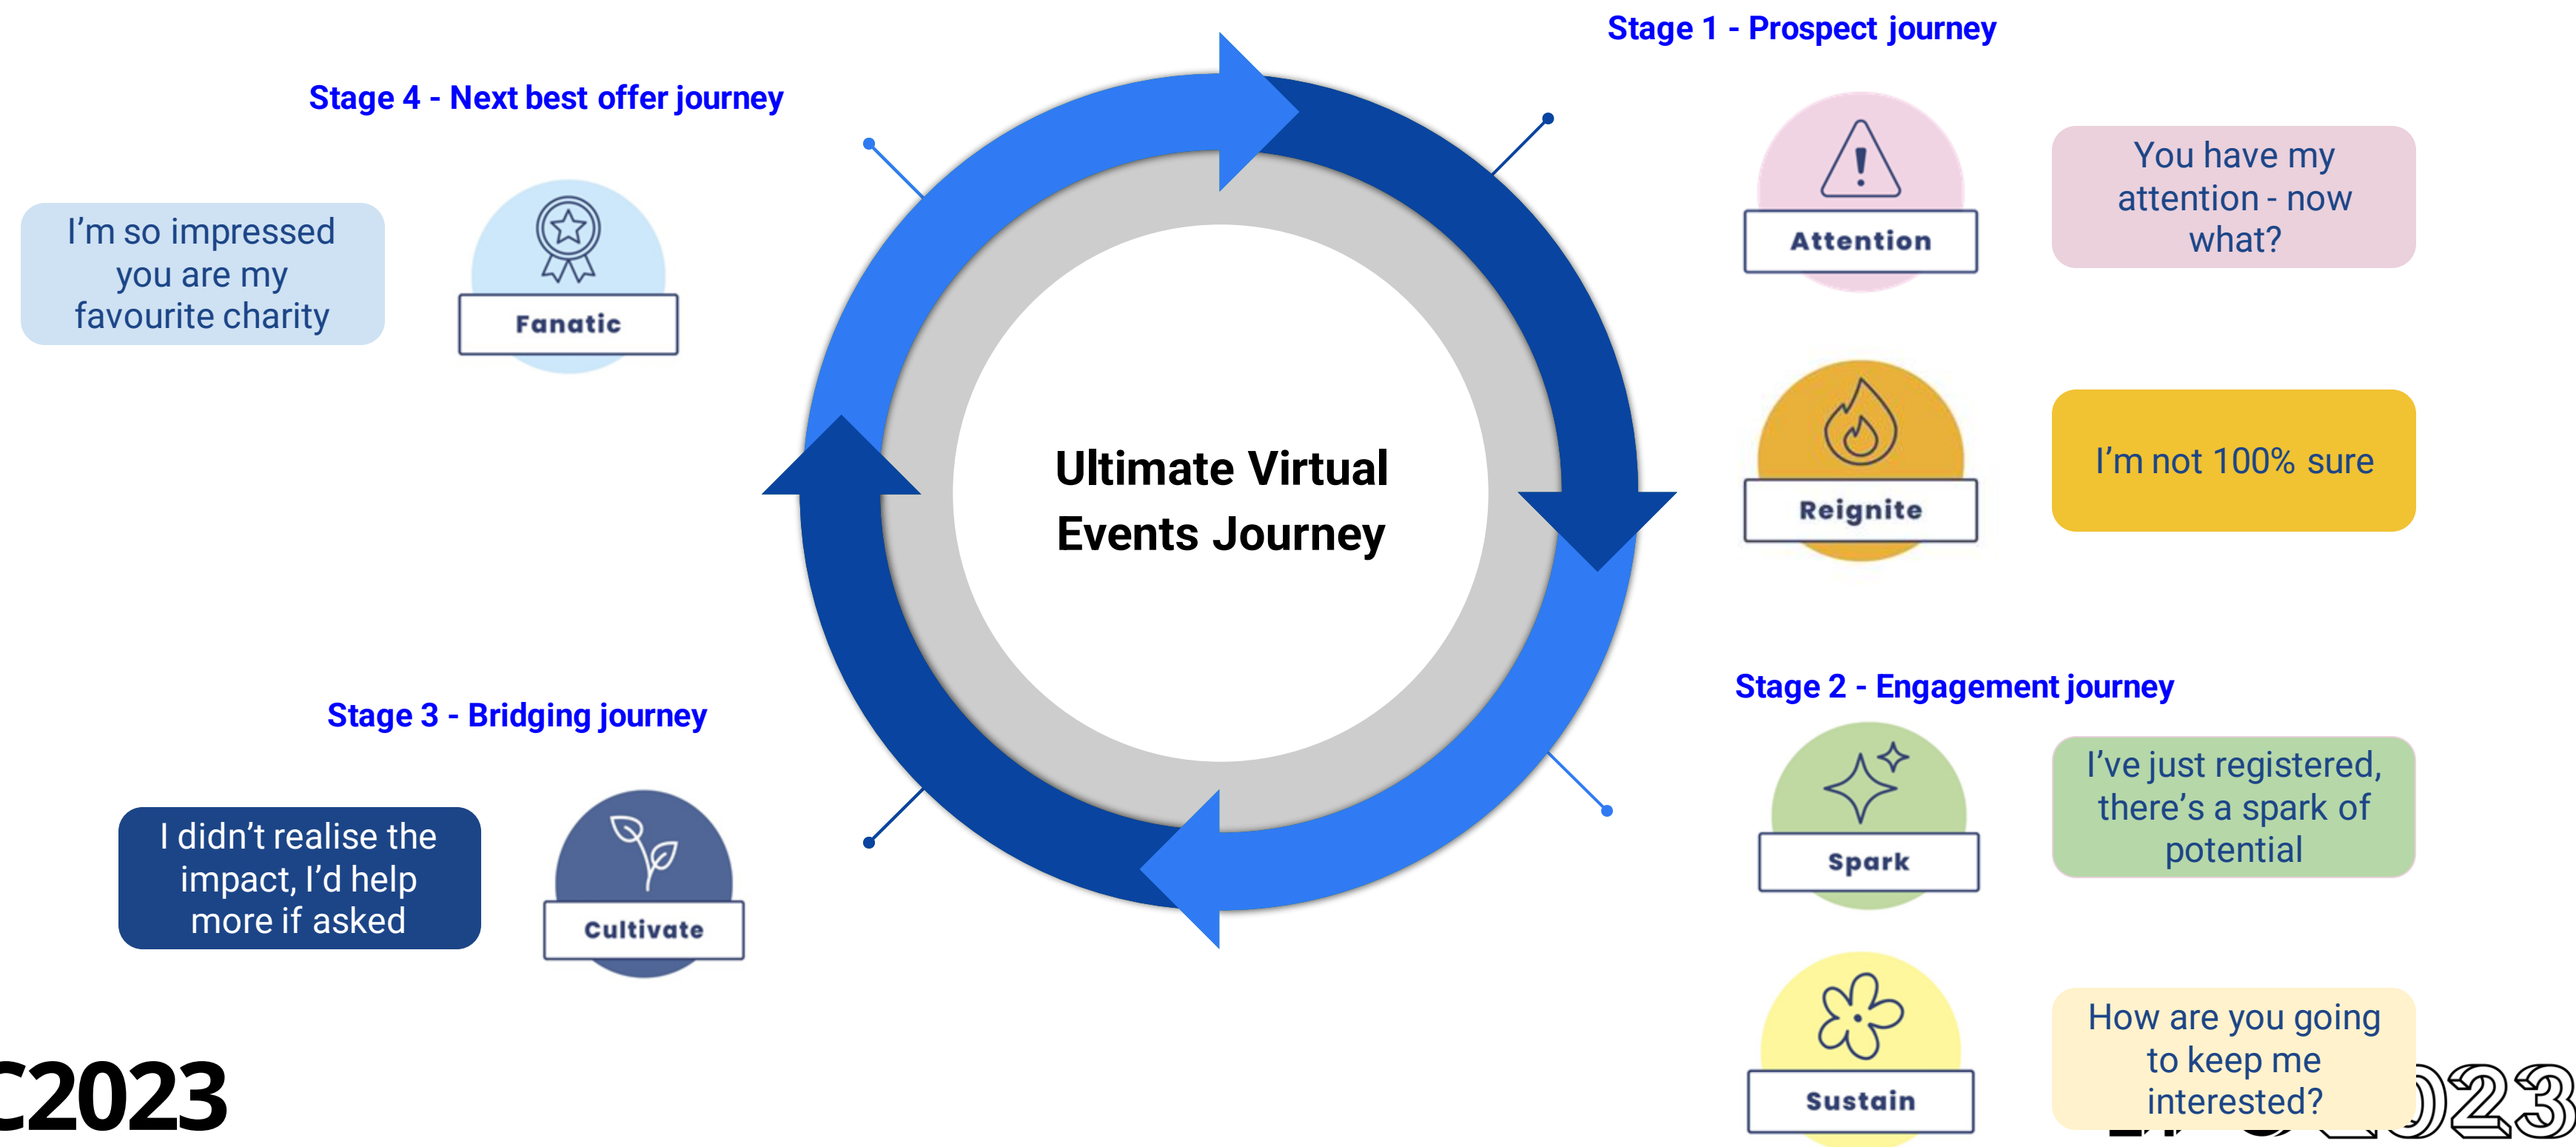 Stage 1 - Prospect journey
Attention
You have my
attention - now
what?
Reignite
I'm not 100% sure
Stage 2 - Engagement journey
Spark
I've just registered,
there's a spark of
potential
Sustain
How are you going
to keep me
interested?
Stage 3 - Bridging journey
I didn't realise the
impact, I'd help
more if asked
Cultivate
Stage 4 - Next best offer journey
I'm so impressed
you are my
favourite charity
Fanatic
Ultimate Virtual
Events Journey
C2023
023